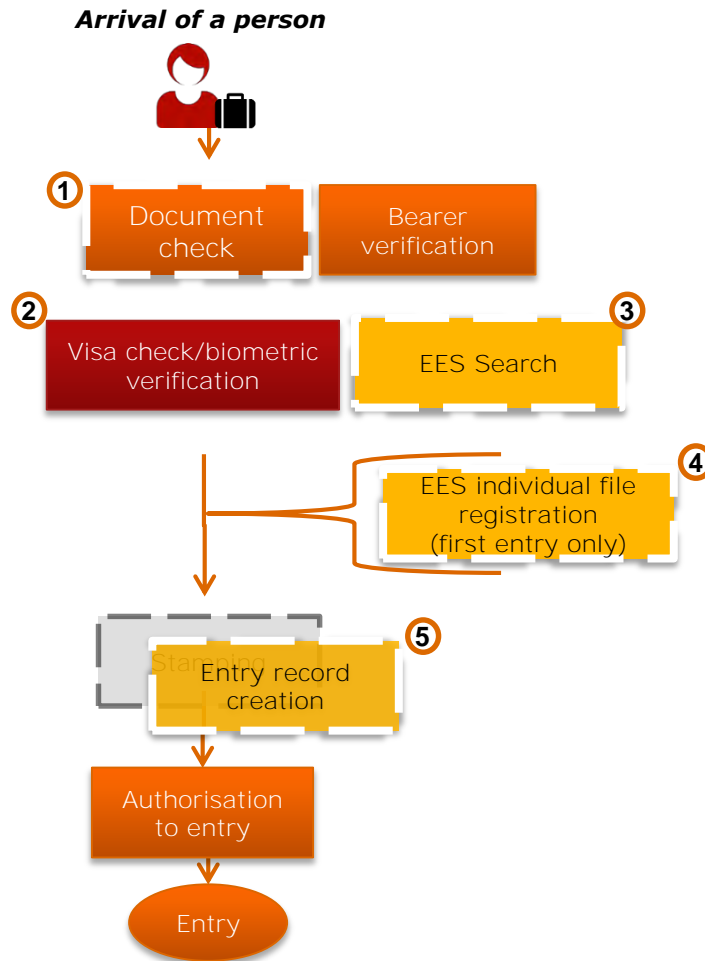 Arrival of a person
1
Document
check
Bearer
verification
2
3
Visa check/biometric
verification
EES Search
4
EES individual file
registration
(first entry only)
5
Stamping
Entry record
creation
Authorisation
to entry
Entry